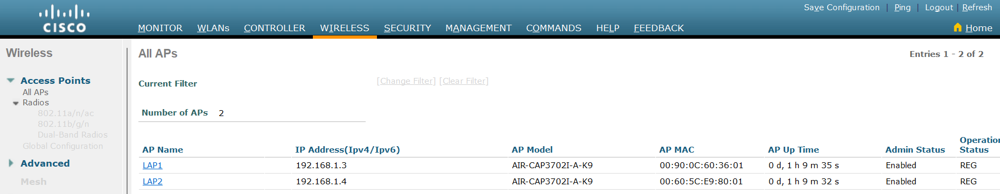 Save Configuration | Ping | Logout | Refresh
CISCO
MONITOR WLANs CONTROLLER WIRELESS SECURITY MANAGEMENT COMMANDS HELP FEEDBACK Home
Wireless
All APs
Entries 1 - 2 of 2
Access Points
All APs
Radios
802.11a/n/ac
802.11b/g/n
Dual-Band Radios
Global Configuration
Advanced
Mesh
Current Filter [Change Filter] [Clear Filter]
Number of APs 2
AP Name IP Address(Ipv4/Ipv6) AP Model AP MAC AP Up Time Admin Status Operation Status
LAP1 192.168.1.3 AIR-CAP3702I-A-K9 00:90:0C:60:36:01 0 d, 1 h 9 m 35 s Enabled REG
LAP2 192.168.1.4 AIR-CAP3702I-A-K9 00:60:5C:E9:80:01 0 d, 1 h 9 m 32 s Enabled REG